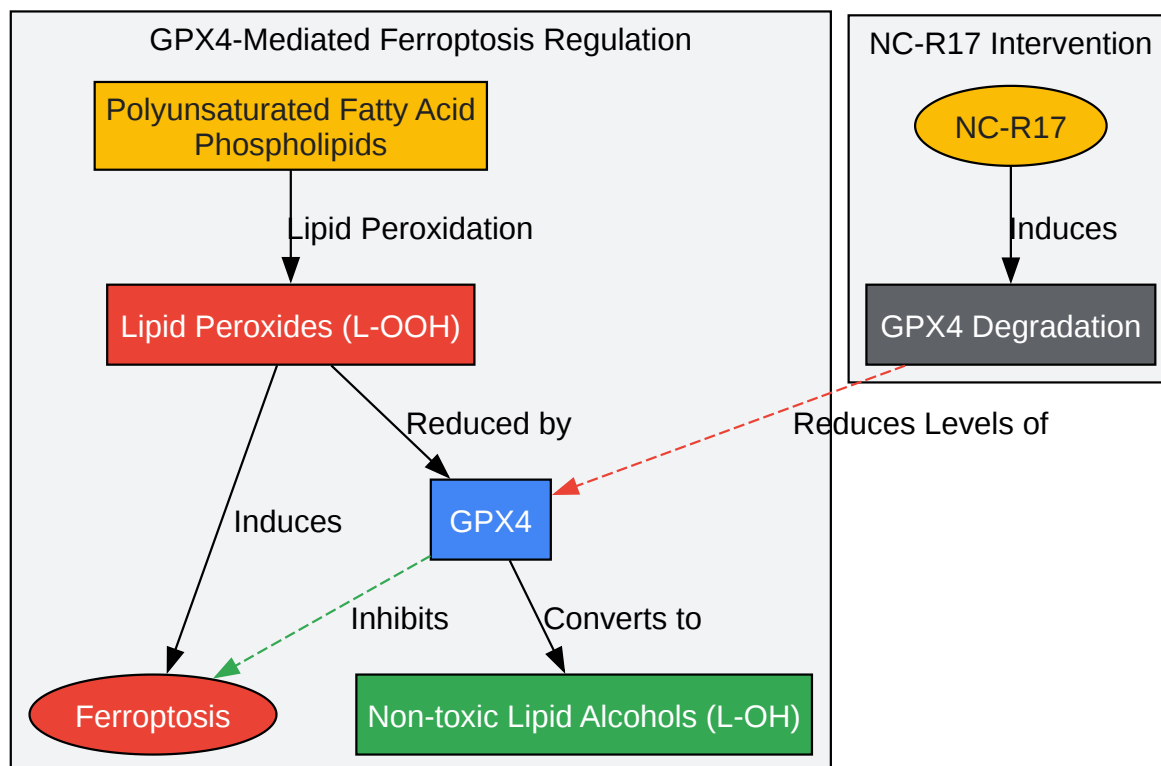 GPX4-Mediated Ferroptosis Regulation
NC-R17 Intervention
Polyunsaturated Fatty Acid
Phospholipids
NC-R17
Lipid Peroxidation
Induces
Lipid Peroxides (L-OOH)
GPX4 Degradation
Reduced by
Reduces Levels of
GPX4
Induces
Inhibits
Converts to
Ferroptosis
Non-toxic Lipid Alcohols (L-OH)